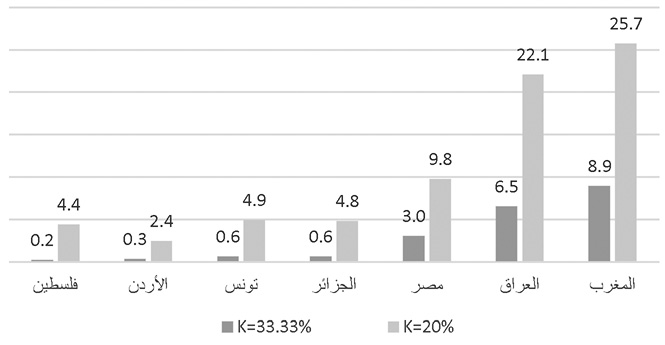 25.7
22.1
9.8
8.9
6.5
4.4
2.4
4.9
4.8
3.0
0.2
0.3
0.6
0.6
فلسطين
الأردن
تونس
الجزائر
مصر
العراق
المغرب
K=33.33%
K=20%